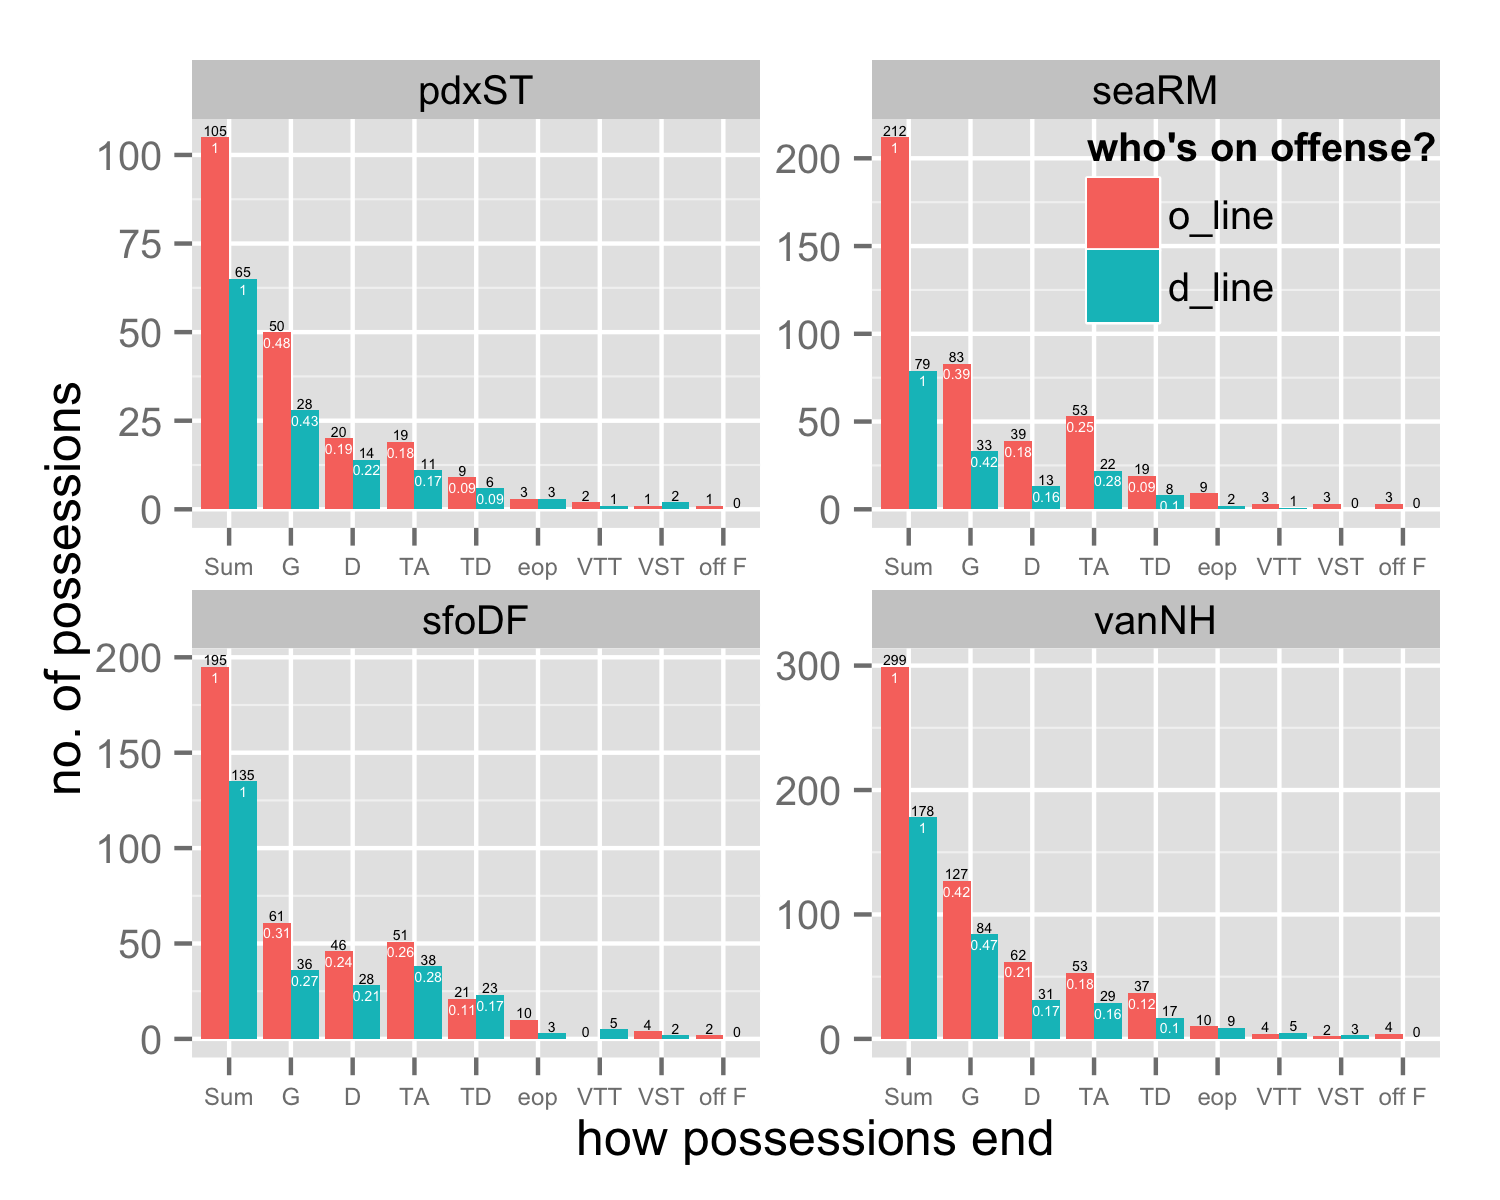 pdxST
100
75
50
25
0
105 1 65 1 50 0.48 28 0.43 20 0.19 14 0.22 19 0.18 11 0.17 9 0.09 6 0.09 3 3 2 1 1 2 1 0
Sum G D TA TD eop VTT VST off F
seaRM
200
150
100
50
0
212 1 79 1 83 0.39 33 0.42 39 0.18 13 0.16 53 0.25 22 0.28 19 0.09 8 0.1 9 2 3 1 3 0 3 0
who's on offense?
o_line
d_line
Sum G D TA TD eop VTT VST off F
sfoDF
200
150
100
50
0
195 1 135 1 61 0.31 36 0.27 46 0.24 28 0.21 51 0.26 38 0.28 21 0.11 23 0.17 10 3 0 5 4 2 2 0
Sum G D TA TD eop VTT VST off F
vanNH
300
200
100
0
299 1 178 1 127 0.42 84 0.47 62 0.21 31 0.17 53 0.18 29 0.16 37 0.12 17 0.1 10 9 4 5 2 3 4 0
Sum G D TA TD eop VTT VST off F
no. of possessions
how possessions end